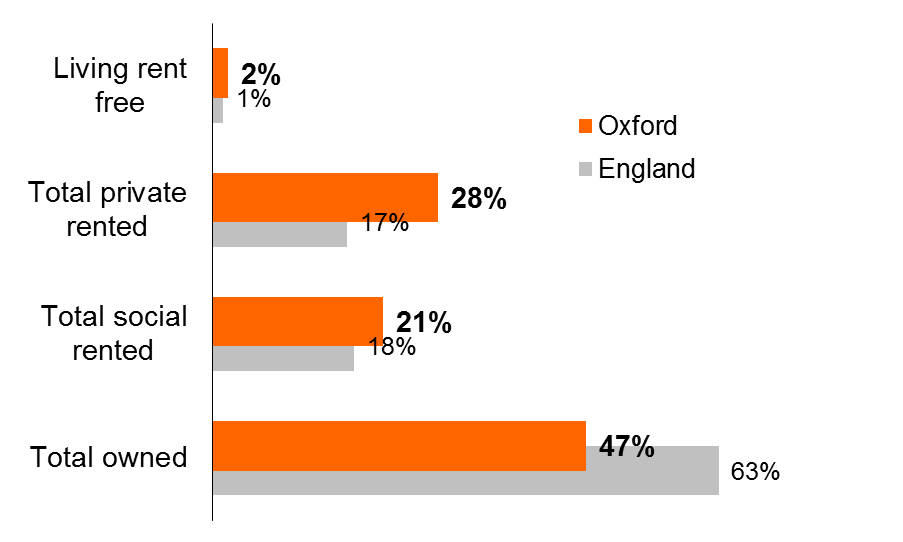 Living rent
free
2%
1%
Oxford
England
Total private
rented
28%
17%
Total social
rented
21%
18%
Total owned
47%
63%